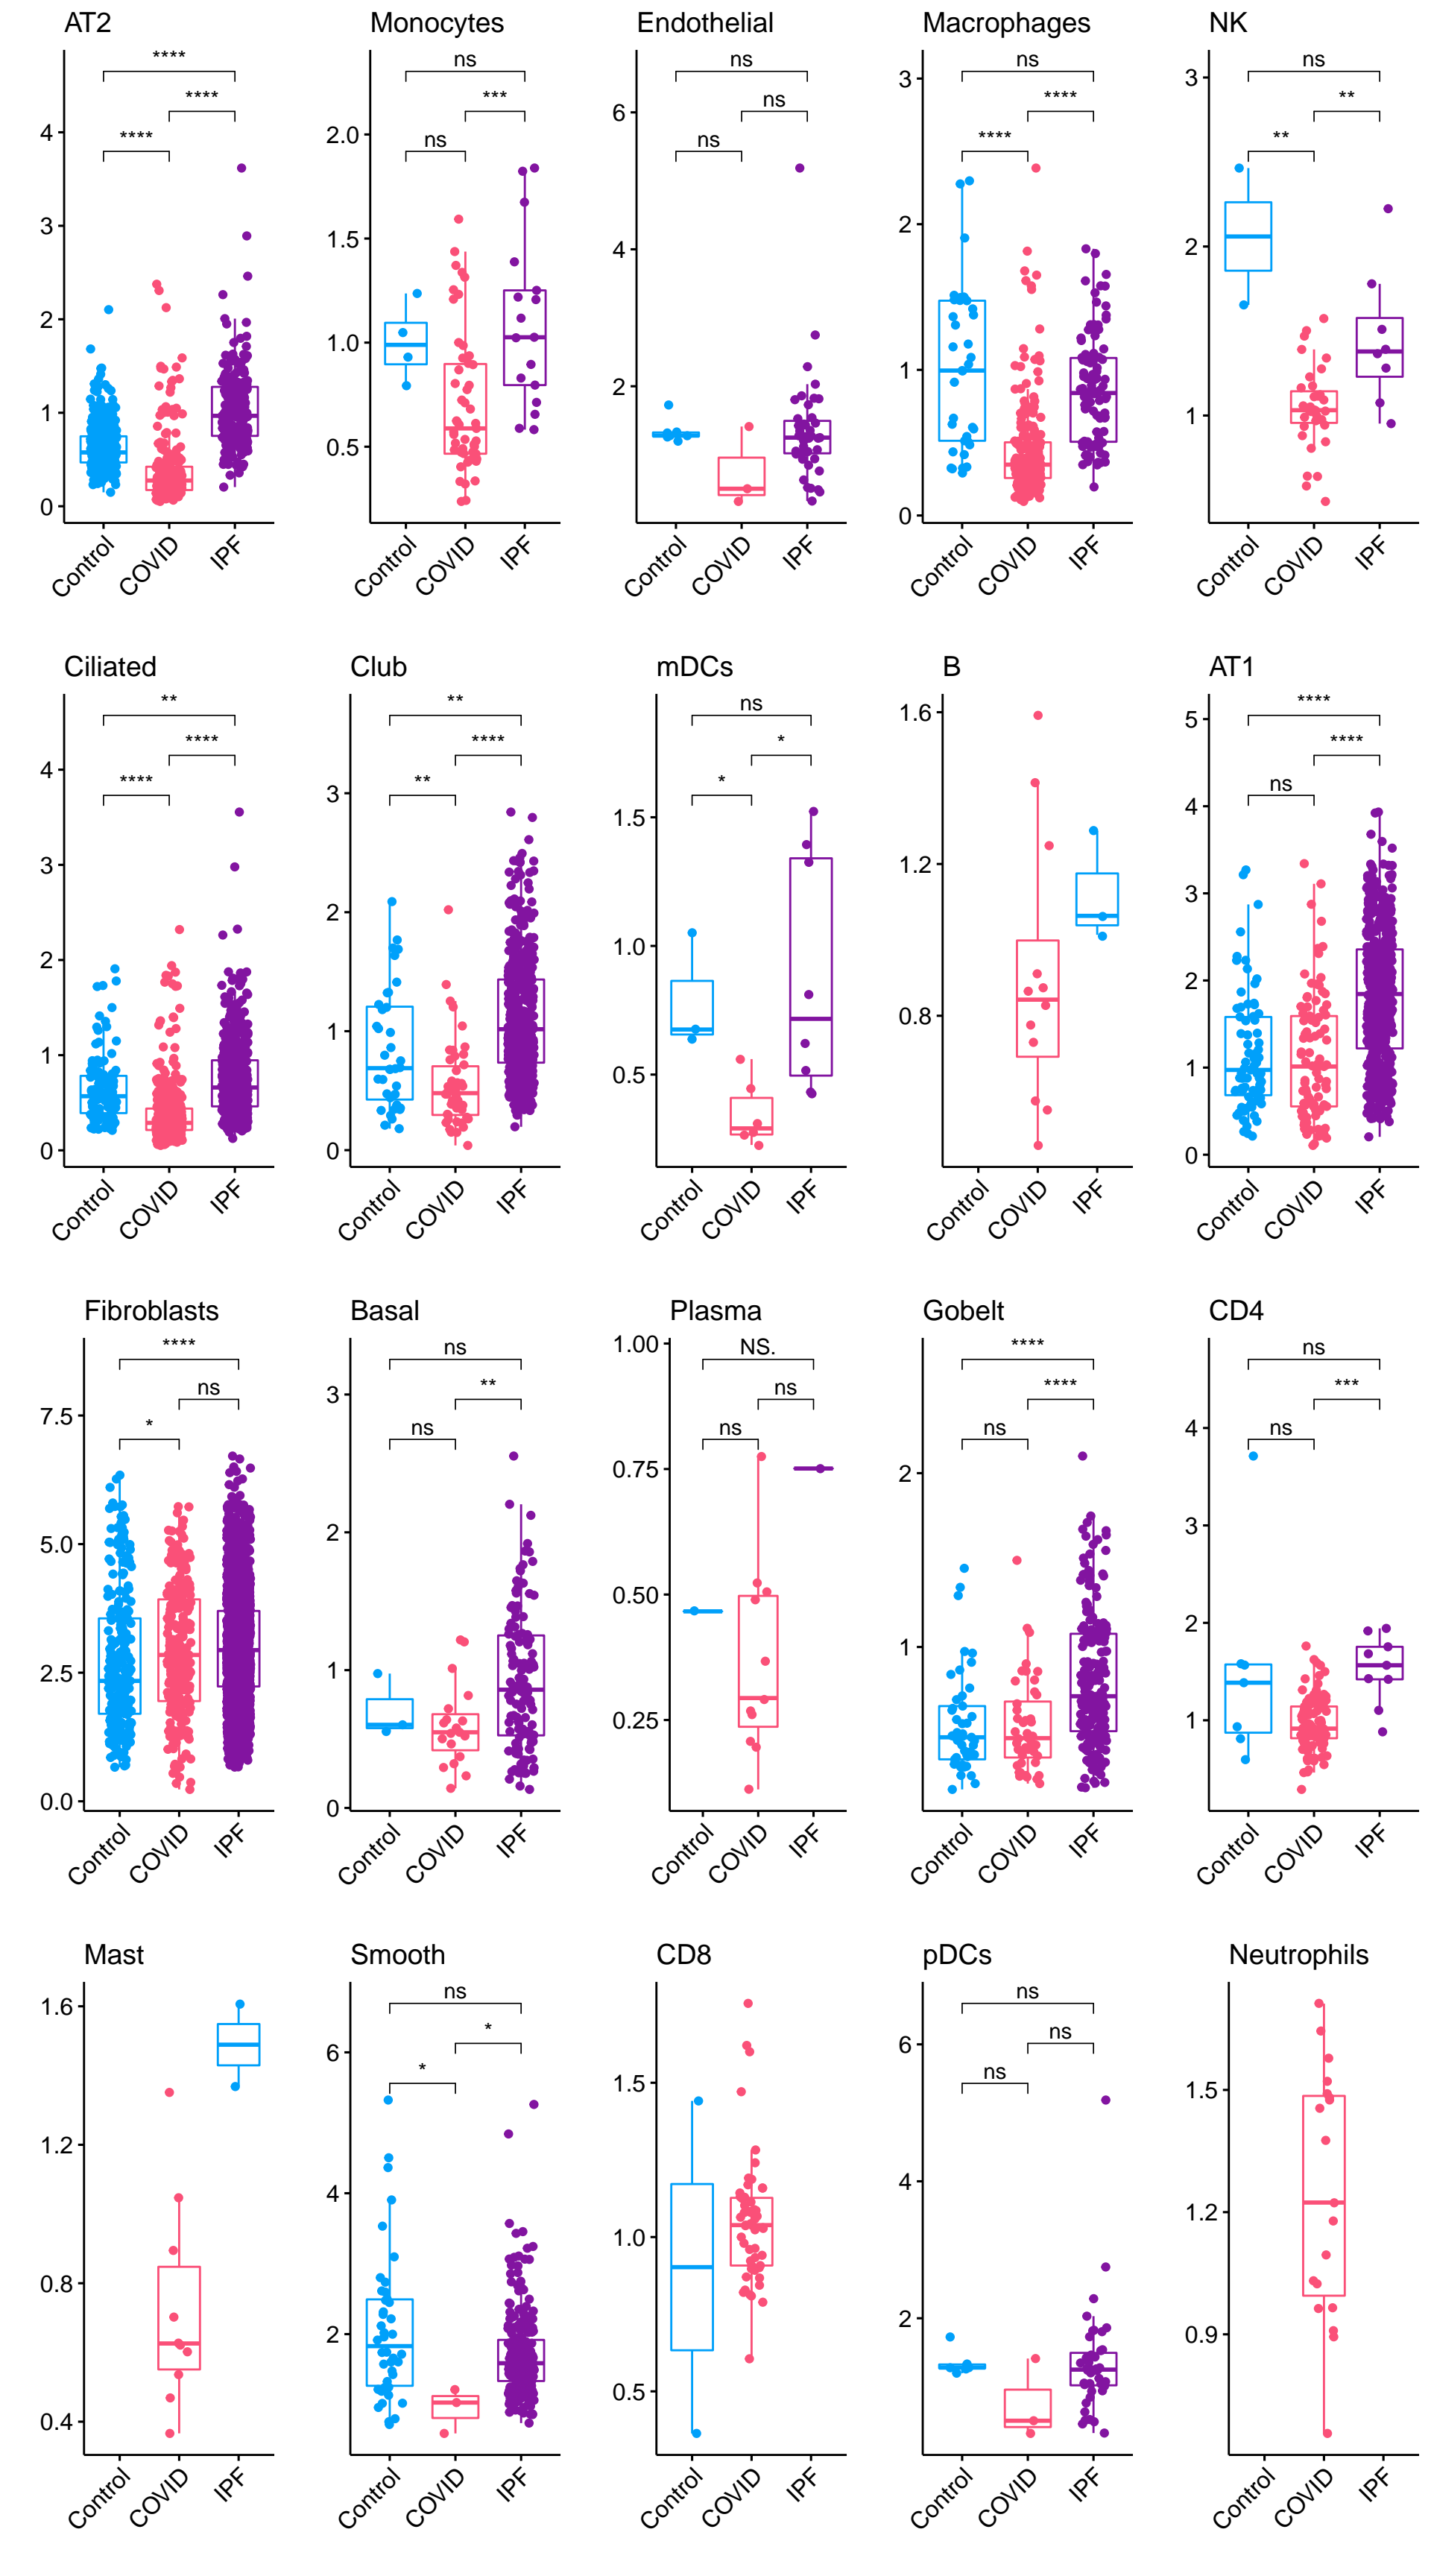 AT2 Monocytes Endothelial Macrophages NK
**** ns ns ns ns
**** *** ns **** **
**** ns ns **** **
4 3 2 1 0
2.0 1.5 1.0 0.5
6 4 2
3 2 1 0
3 2 1
Control COVID IPF Control COVID IPF Control COVID IPF Control COVID IPF Control COVID IPF
Ciliated Club mDCs B AT1
** ** ns ****
**** **** * ****
**** ** * ns
4 3 2 1 0
3 2 1 0
1.5 1.0 0.5
1.6 1.2 0.8
5 4 3 2 1 0
Control COVID IPF Control COVID IPF Control COVID IPF Control COVID IPF Control COVID IPF
Fibroblasts Basal Plasma Gobelt CD4
**** ns NS. **** ns
ns ** ns **** ***
* ns ns ns ns
7.5 5.0 2.5 0.0
3 2 1 0
1.00 0.75 0.50 0.25
2 1
4 3 2 1
Control COVID IPF Control COVID IPF Control COVID IPF Control COVID IPF Control COVID IPF
Mast Smooth CD8 pDCs Neutrophils
ns ns
* ns
* ns
1.6 1.2 0.8 0.4
6 4 2
1.5 1.0 0.5
6 4 2
1.5 1.2 0.9
Control COVID IPF Control COVID IPF Control COVID IPF Control COVID IPF Control COVID IPF